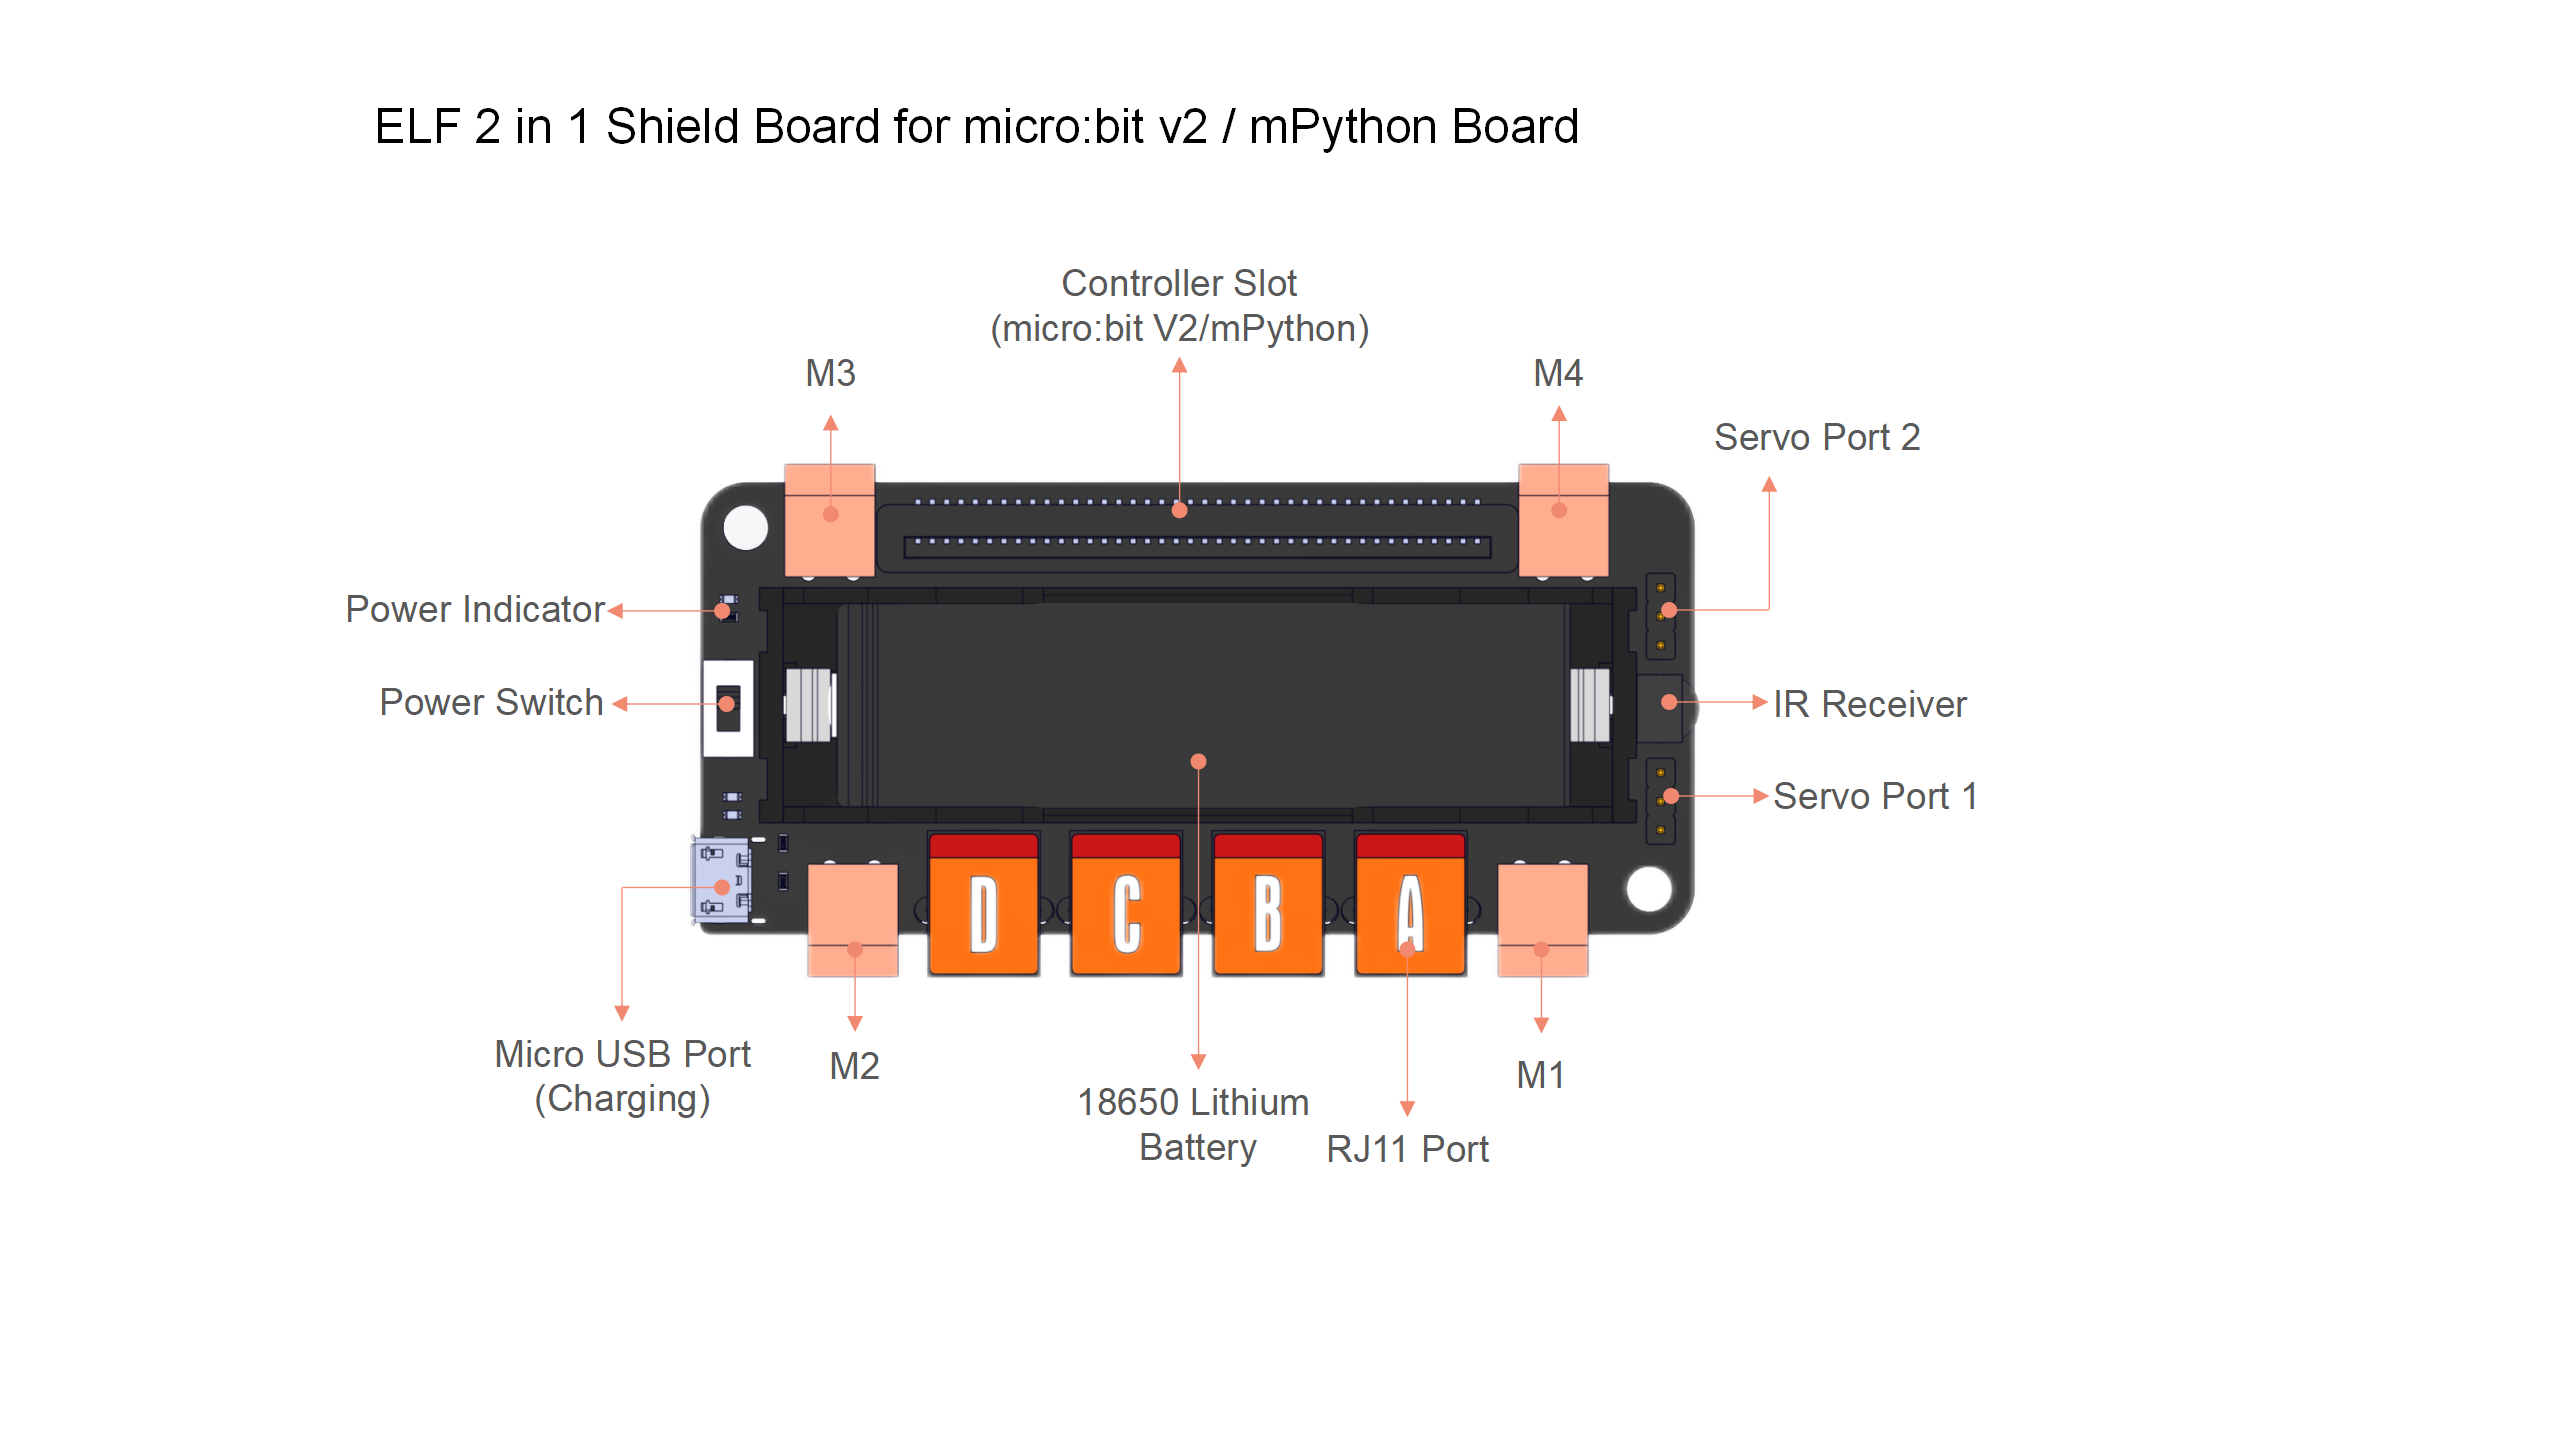 ELF 2 in 1 Shield Board for micro:bit v2 / mPython Board
Controller Slot
(micro:bit V2/mPython)
M3
M4
Servo Port 2
Power Indicator
Power Switch
IR Receiver
Servo Port 1
D
C
B
A
Micro USB Port
(Charging)
M2
M1
18650 Lithium
Battery
RJ11 Port